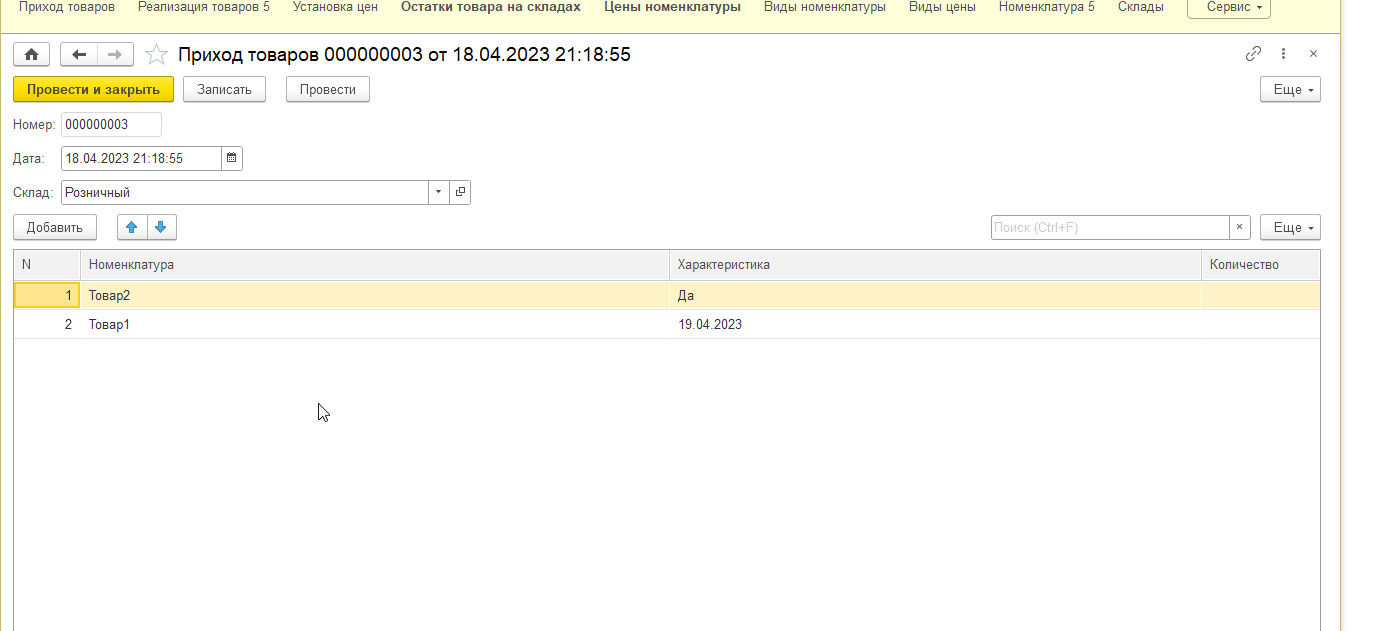 Приход товаров Реализация товаров 5 Установка цен Остатки товара на складах Цены номенклатуры Виды номенклатуры Виды цены Номенклатура 5 Склады Сервис
Приход товаров 000000003 от 18.04.2023 21:18:55
Провести и закрыть Записать Провести Еще
Номер: 000000003
Дата: 18.04.2023 21:18:55
Склад: Розничный
Добавить Поиск (Ctrl+F) × Еще
N Номенклатура Характеристика Количество
1 Товар2 Да
2 Товар1 19.04.2023